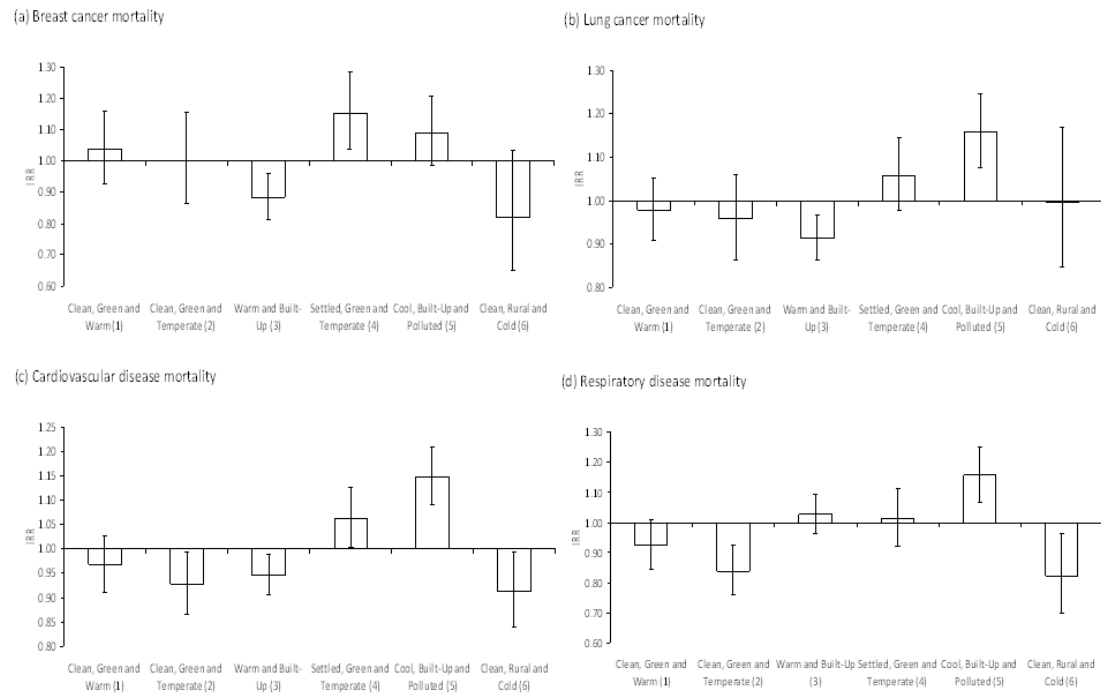 (a) Breast cancer mortality
1.30
1.20
1.10
1.00
0.90
0.80
0.70
0.60
IRR
Clean, Green and
Warm (1)
Clean, Green and
Temperate (2)
Warm and Built-
Up (3)
Settled, Green and
Temperate (4)
Cool, Built-Up and
Polluted (5)
Clean, Rural and
Cold (6)
(b) Lung cancer mortality
1.30
1.20
1.10
1.00
0.90
0.80
IRR
Clean, Green and
Warm (1)
Clean, Green and
Temperate (2)
Warm and Built-
Up (3)
Settled, Green and
Temperate (4)
Cool, Built-Up and
Polluted (5)
Clean, Rural and
Cold (6)
(c) Cardiovascular disease mortality
1.25
1.20
1.15
1.10
1.05
1.00
0.95
0.90
0.85
0.80
IRR
Clean, Green and
Warm (1)
Clean, Green and
Temperate (2)
Warm and Built-
Up (3)
Settled, Green and
Temperate (4)
Cool, Built-Up and
Polluted (5)
Clean, Rural and
Cold (6)
(d) Respiratory disease mortality
1.30
1.20
1.10
1.00
0.90
0.80
0.70
0.60
IRR
Clean, Green and
Warm (1)
Clean, Green and
Temperate (2)
Warm and Built-Up
(3)
Settled, Green and
Temperate (4)
Cool, Built-Up and
Polluted (5)
Clean, Rural and
Cold (6)